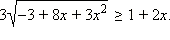 3√(-3 + 8x + 3x²) ≥ 1 + 2x.